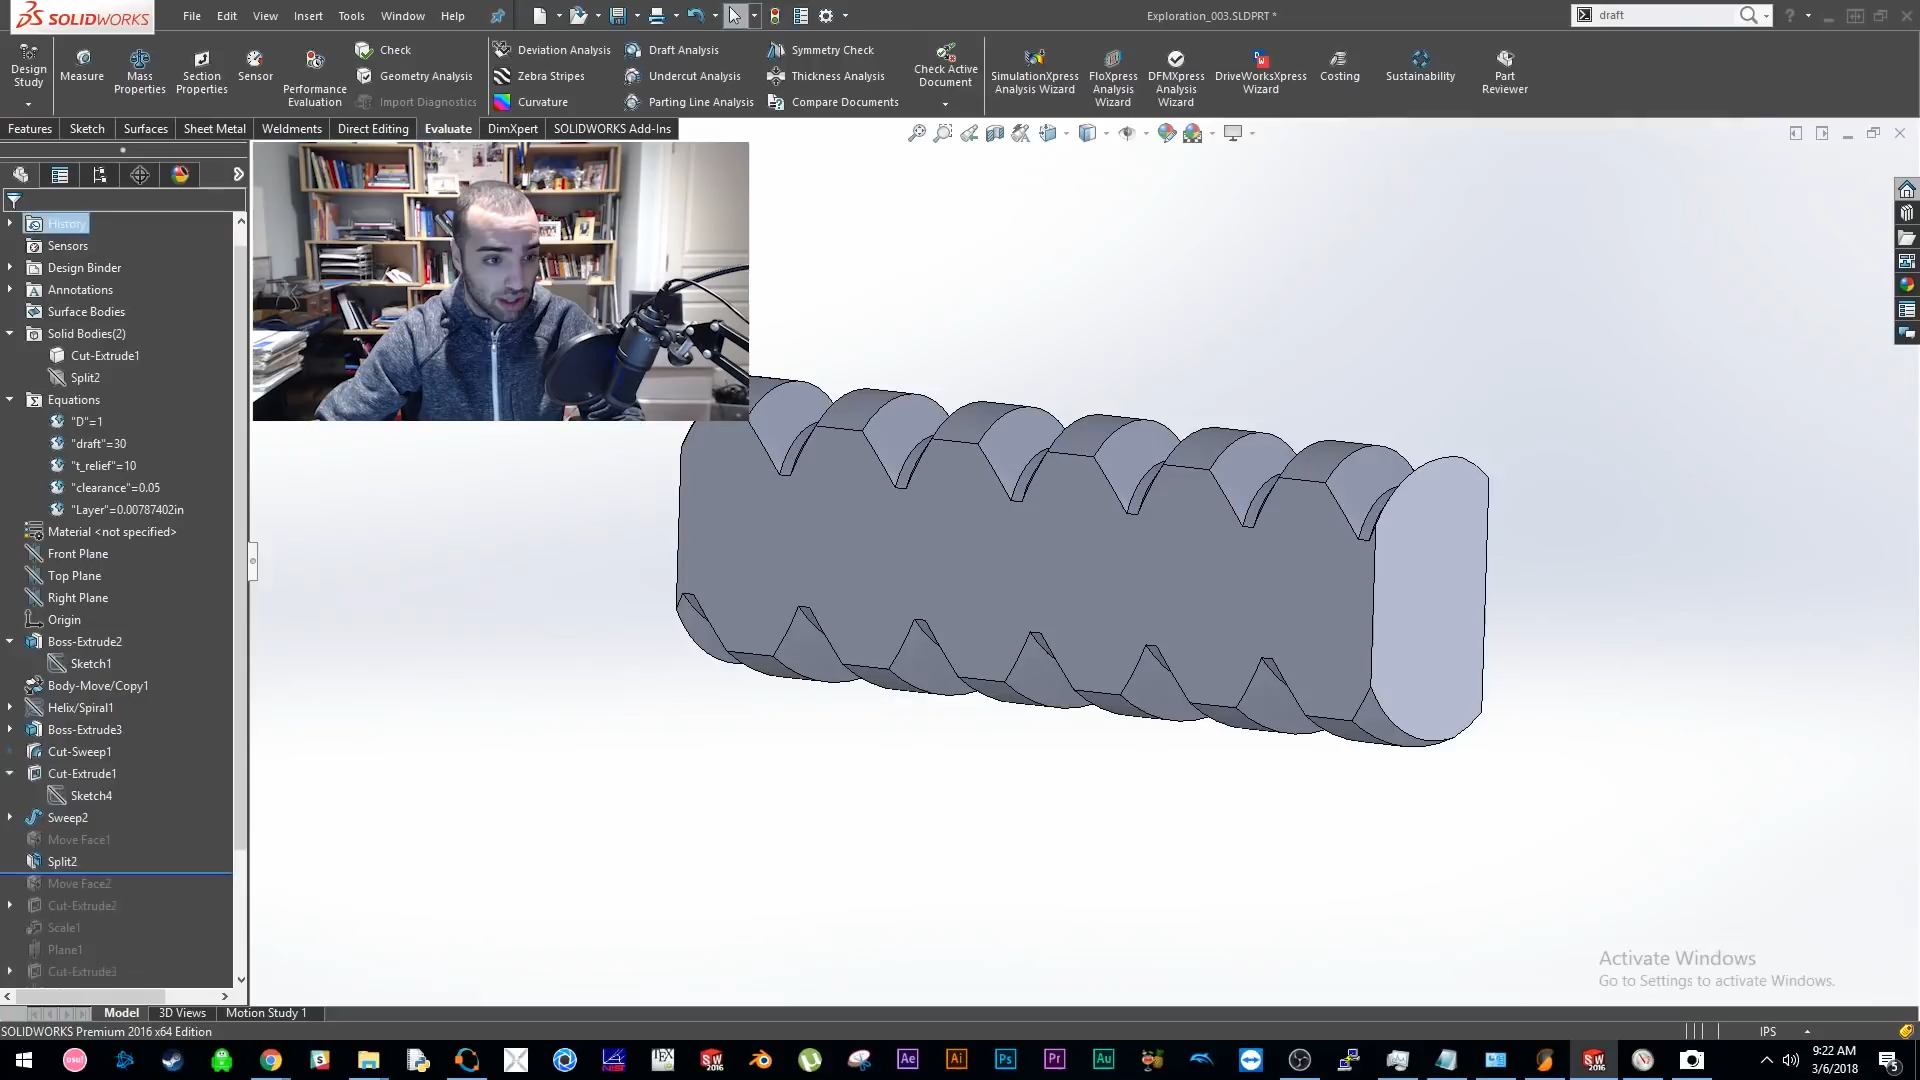 SOLIDWORKS
File Edit View Insert Tools Window Help
Exploration_003.SLDPRT *
draft
Design Study
Measure
Mass Properties
Section Properties
Sensor
Performance Evaluation
Check
Geometry Analysis
Import Diagnostics
Deviation Analysis
Zebra Stripes
Curvature
Draft Analysis
Undercut Analysis
Parting Line Analysis
Symmetry Check
Thickness Analysis
Compare Documents
Check Active Document
SimulationXpress Analysis Wizard
FloXpress Analysis Wizard
DFMXpress Analysis Wizard
DriveWorksXpress Wizard
Costing
Sustainability
Part Reviewer
Features Sketch Surfaces Sheet Metal Weldments Direct Editing Evaluate DimXpert SOLIDWORKS Add-Ins
History
Sensors
Design Binder
Annotations
Surface Bodies
Solid Bodies(2)
Cut-Extrude1
Split2
Equations
"D"=1
"draft"=30
"t_relief"=10
"clearance"=0.05
"Layer"=0.00787402in
Material <not specified>
Front Plane
Top Plane
Right Plane
Origin
Boss-Extrude2
Sketch1
Body-Move/Copy1
Helix/Spiral1
Boss-Extrude3
Cut-Sweep1
Cut-Extrude1
Sketch4
Sweep2
Move Face1
Split2
Move Face2
Cut-Extrude2
Scale1
Plane1
Cut-Extrude3
Activate Windows
Go to Settings to activate Windows.
Model 3D Views Motion Study 1
SOLIDWORKS Premium 2016 x64 Edition
IPS
osu!
Ae Ai Ps Pr Au
9:22 AM
3/6/2018
5